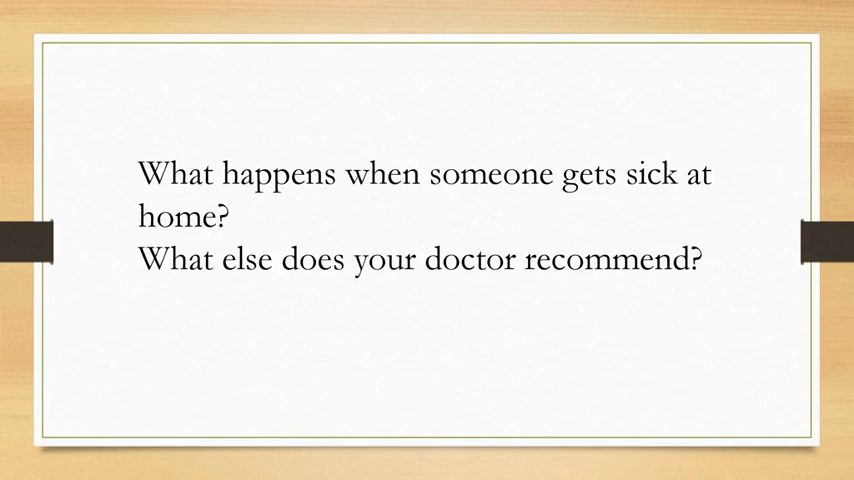 What happens when someone gets sick at
home?
What else does your doctor recommend?